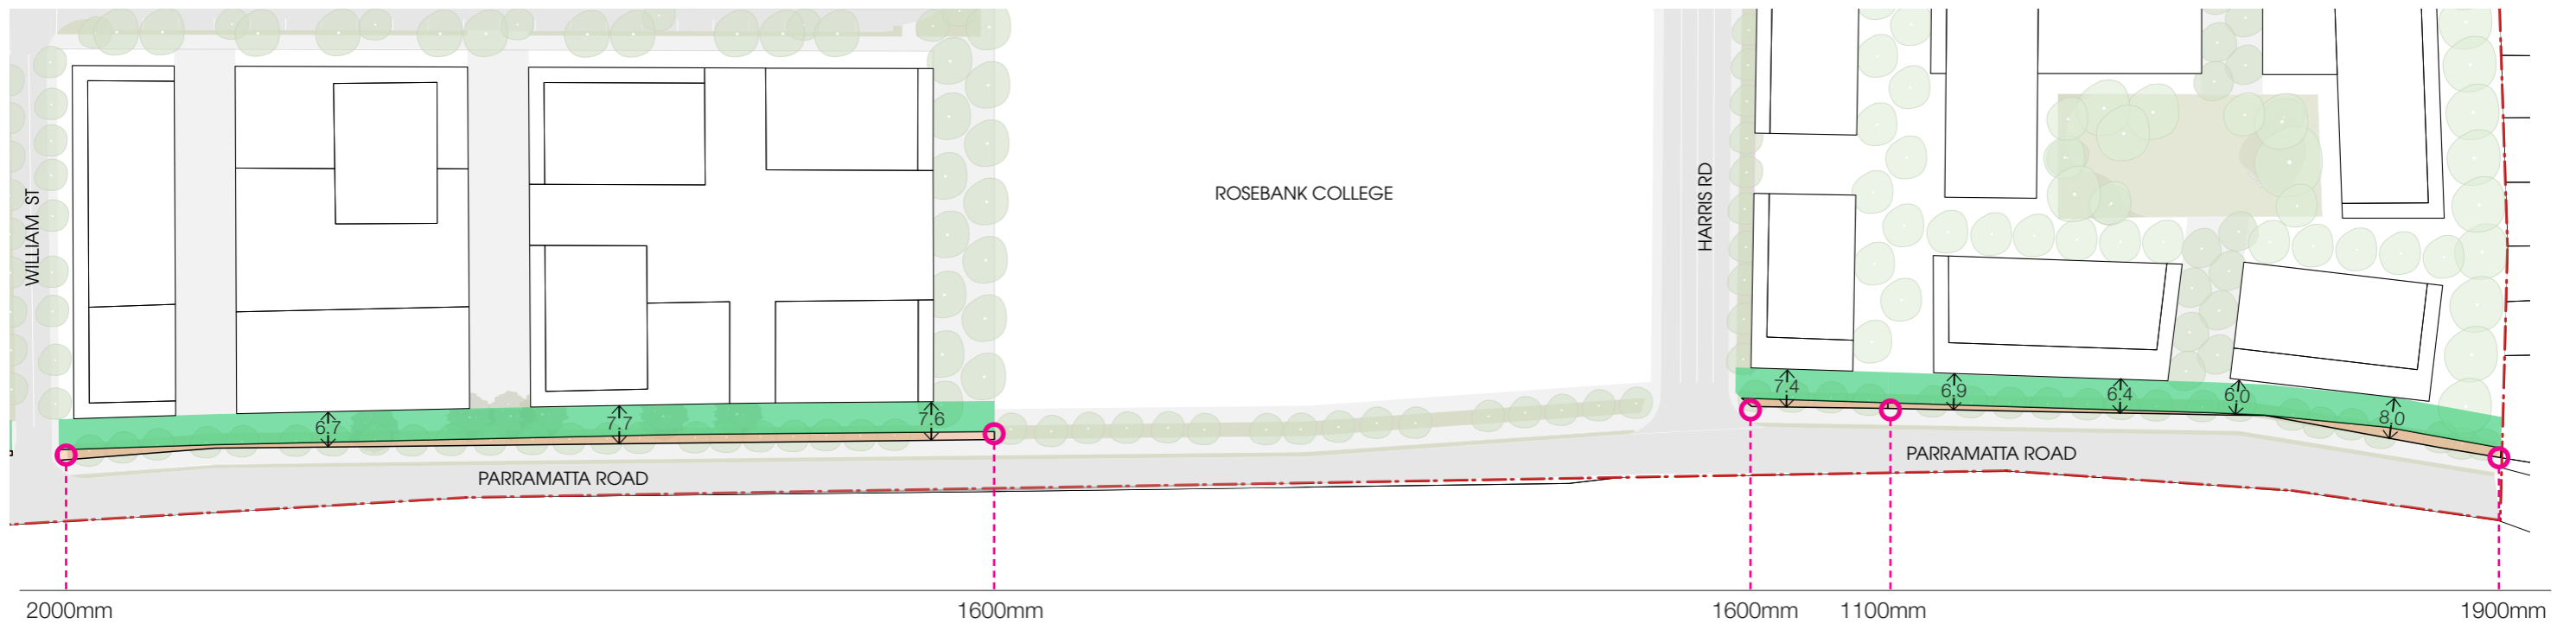 WILLIAM ST
ROSEBANK COLLEGE
HARRIS RD
6.7
7.7
7.6
7.4
6.9
6.4
6.0
8.0
PARRAMATTA ROAD
PARRAMATTA ROAD
2000mm
1600mm
1600mm
1100mm
1900mm